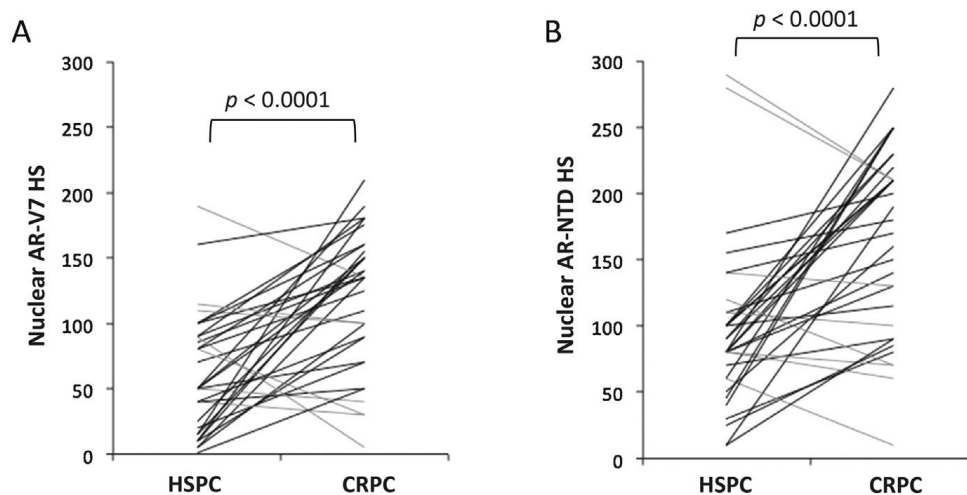 A
Nuclear AR-V7 HS
300
250
200
150
100
50
0
p < 0.0001
HSPC
CRPC
B
Nuclear AR-NTD HS
300
250
200
150
100
50
0
p < 0.0001
HSPC
CRPC